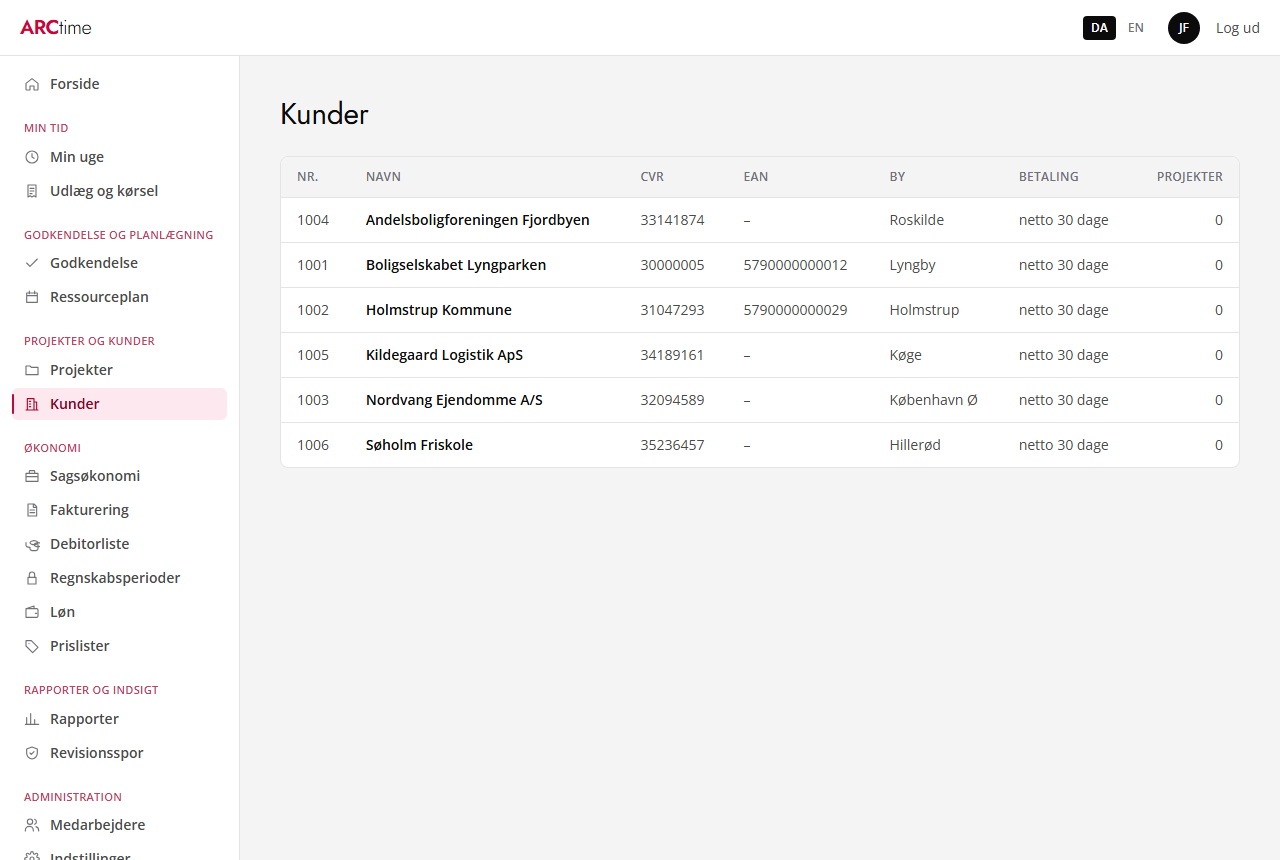 ARCtime
DA EN JF Log ud
Forside
MIN TID
Min uge
Udlæg og kørsel
GODKENDELSE OG PLANLÆGNING
Godkendelse
Ressourceplan
PROJEKTER OG KUNDER
Projekter
Kunder
ØKONOMI
Sagsøkonomi
Fakturering
Debitorliste
Regnskabsperioder
Løn
Prislister
RAPPORTER OG INDSIGT
Rapporter
Revisionsspor
ADMINISTRATION
Medarbejdere
Indstillinger
Kunder
NR. NAVN CVR EAN BY BETALING PROJEKTER
1004 Andelsboligforeningen Fjordbyen 33141874 – Roskilde netto 30 dage 0
1001 Boligselskabet Lyngparken 30000005 5790000000012 Lyngby netto 30 dage 0
1002 Holmstrup Kommune 31047293 5790000000029 Holmstrup netto 30 dage 0
1005 Kildegaard Logistik ApS 34189161 – Køge netto 30 dage 0
1003 Nordvang Ejendomme A/S 32094589 – København Ø netto 30 dage 0
1006 Søholm Friskole 35236457 – Hillerød netto 30 dage 0